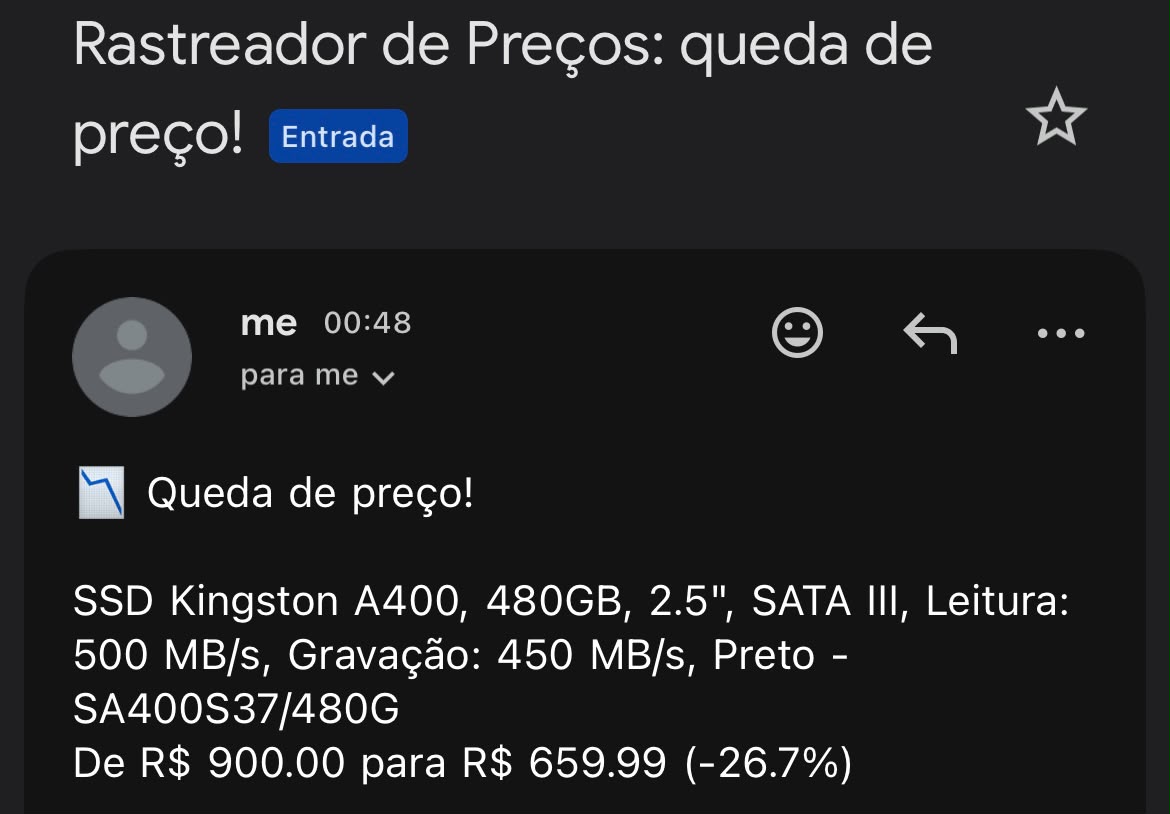 Rastreador de Preços: queda de
preço! Entrada
me 00:48
para me
Queda de preço!
SSD Kingston A400, 480GB, 2.5", SATA III, Leitura:
500 MB/s, Gravação: 450 MB/s, Preto -
SA400S37/480G
De R$ 900.00 para R$ 659.99 (-26.7%)